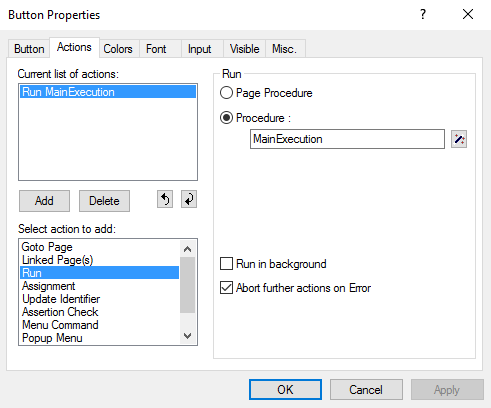 Button Properties
?
Button Actions Colors Font Input Visible Misc.
Current list of actions:
Run MainExecution
Add Delete
Select action to add:
Goto Page
Linked Page(s)
Run
Assignment
Update Identifier
Assertion Check
Menu Command
Popup Menu
Run
Page Procedure
Procedure :
MainExecution
Run in background
Abort further actions on Error
OK Cancel Apply